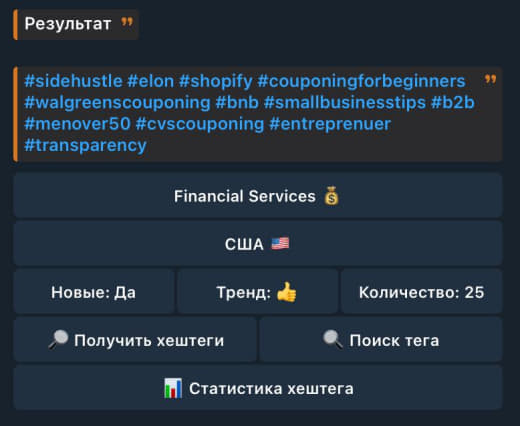 Результат
#sidehustle #elon #shopify #couponingforbeginners
#walgreenscouponing #bnb #smallbusinesstips #b2b
#menover50 #cvscouponing #entreprenuer
#transparency
Financial Services 💰
США 🇺🇸
Новые: Да
Тренд: 👍
Количество: 25
🔎 Получить хештеги
🔍 Поиск тега
📊 Статистика хештега